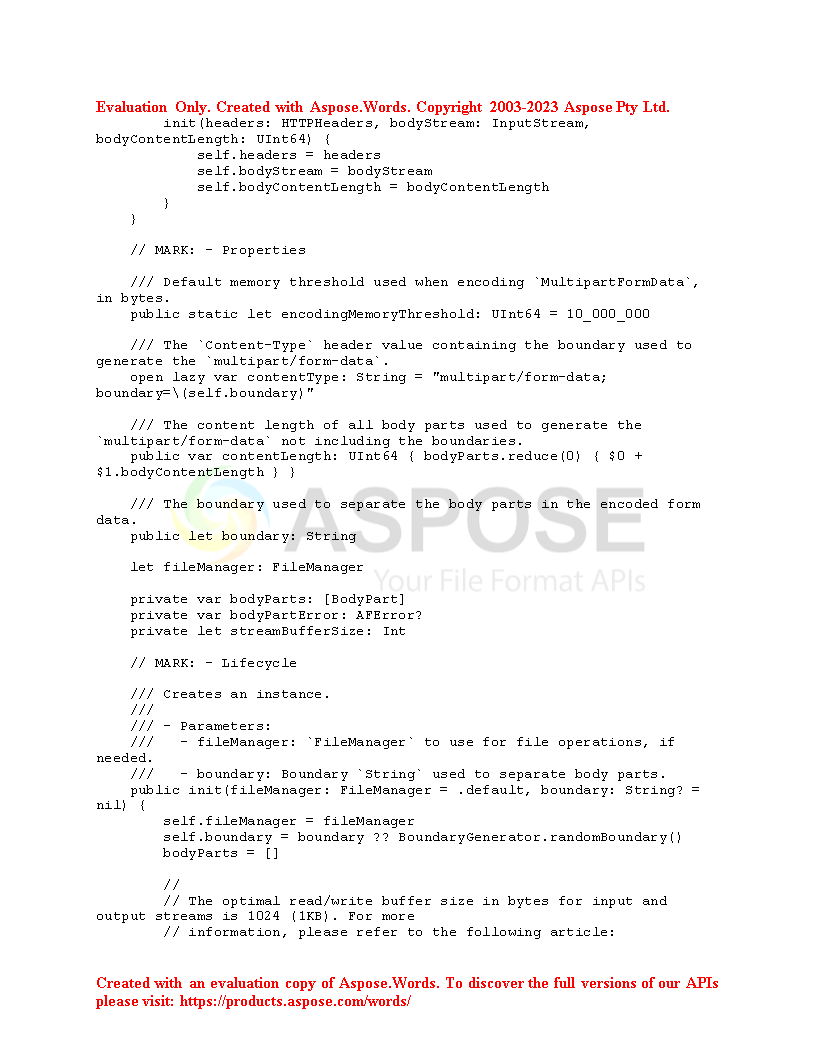 Evaluation Only. Created with Aspose.Words. Copyright 2003-2023 Aspose Pty Ltd.
        init(headers: HTTPHeaders, bodyStream: InputStream,
bodyContentLength: UInt64) {
            self.headers = headers
            self.bodyStream = bodyStream
            self.bodyContentLength = bodyContentLength
        }
    }

    // MARK: - Properties

    /// Default memory threshold used when encoding `MultipartFormData`,
in bytes.
    public static let encodingMemoryThreshold: UInt64 = 10_000_000

    /// The `Content-Type` header value containing the boundary used to
generate the `multipart/form-data`.
    open lazy var contentType: String = "multipart/form-data;
boundary=\(self.boundary)"

    /// The content length of all body parts used to generate the
`multipart/form-data` not including the boundaries.
    public var contentLength: UInt64 { bodyParts.reduce(0) { $0 +
$1.bodyContentLength } }

    /// The boundary used to separate the body parts in the encoded form
data.
    public let boundary: String
ASPOSE

    let fileManager: FileManager
Your File Format APIs

    private var bodyParts: [BodyPart]
    private var bodyPartError: AFError?
    private let streamBufferSize: Int

    // MARK: - Lifecycle

    /// Creates an instance.
    ///
    /// - Parameters:
    ///   - fileManager: `FileManager` to use for file operations, if
needed.
    ///   - boundary: Boundary `String` used to separate body parts.
    public init(fileManager: FileManager = .default, boundary: String? =
nil) {
        self.fileManager = fileManager
        self.boundary = boundary ?? BoundaryGenerator.randomBoundary()
        bodyParts = []

        //
        // The optimal read/write buffer size in bytes for input and
output streams is 1024 (1KB). For more
        // information, please refer to the following article:
Created with an evaluation copy of Aspose.Words. To discover the full versions of our APIs
please visit: https://products.aspose.com/words/